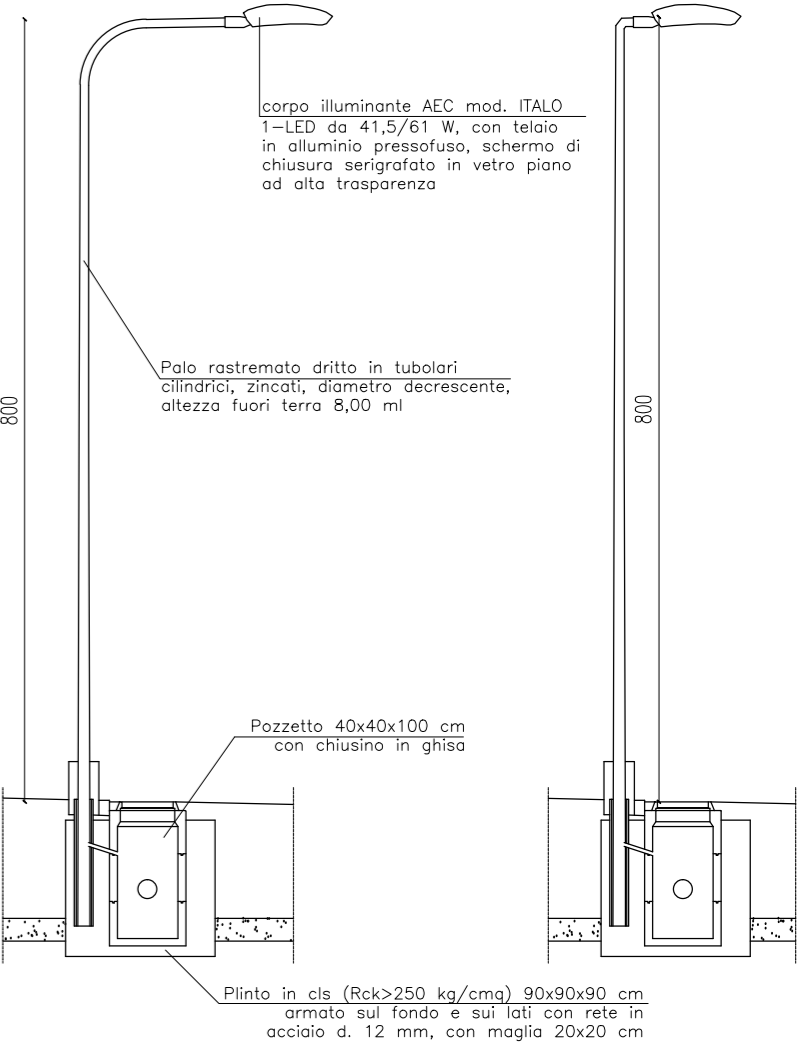 corpo illuminante AEC mod. ITALO
1-LED da 41,5/61 W, con telaio
in alluminio pressofuso, schermo di
chiusura serigrafato in vetro piano
ad alta trasparenza
Palo rastremato dritto in tubolari
cilindrici, zincati, diametro decrescente,
altezza fuori terra 8,00 ml
800
800
Pozzetto 40x40x100 cm
con chiusino in ghisa
Plinto in cls (Rck>250 kg/cmq) 90x90x90 cm
armato sul fondo e sui lati con rete in
acciaio d. 12 mm, con maglia 20x20 cm